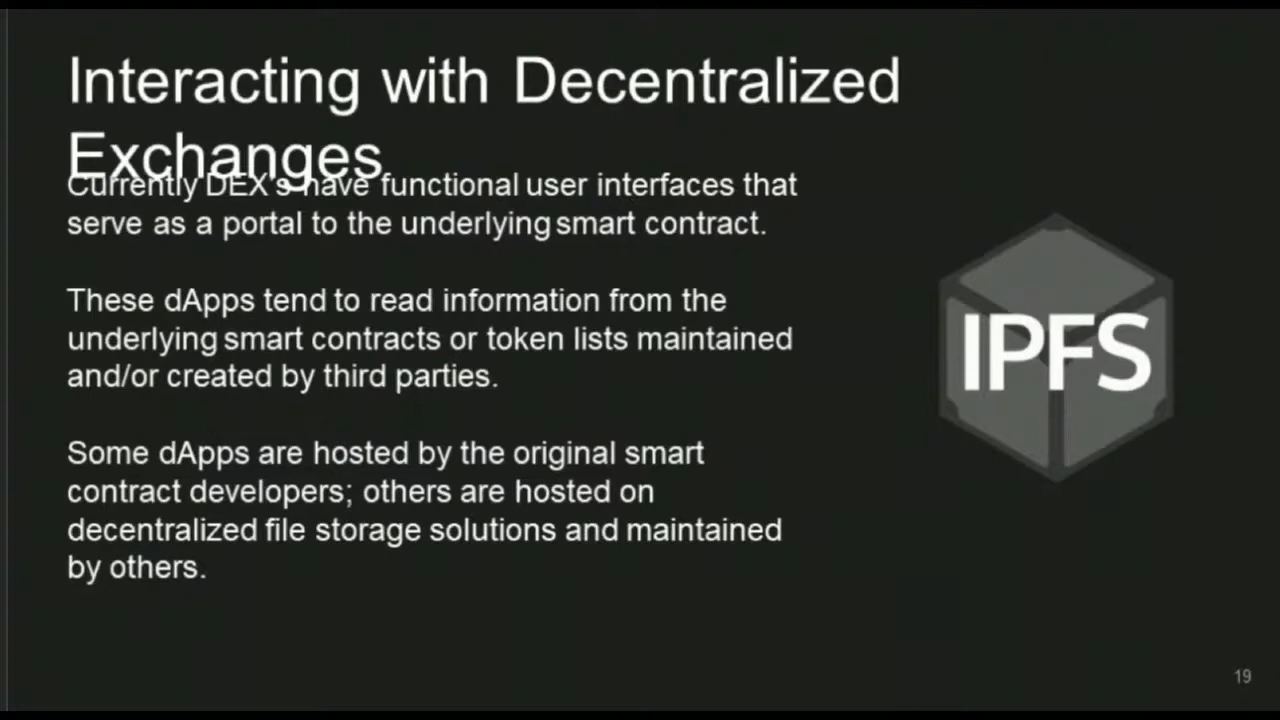 Interacting with Decentralized
Exchanges
Currently DEX's have functional user interfaces that
serve as a portal to the underlying smart contract.
These dApps tend to read information from the
underlying smart contracts or token lists maintained
and/or created by third parties.
Some dApps are hosted by the original smart
contract developers; others are hosted on
decentralized file storage solutions and maintained
by others.
IPFS
19